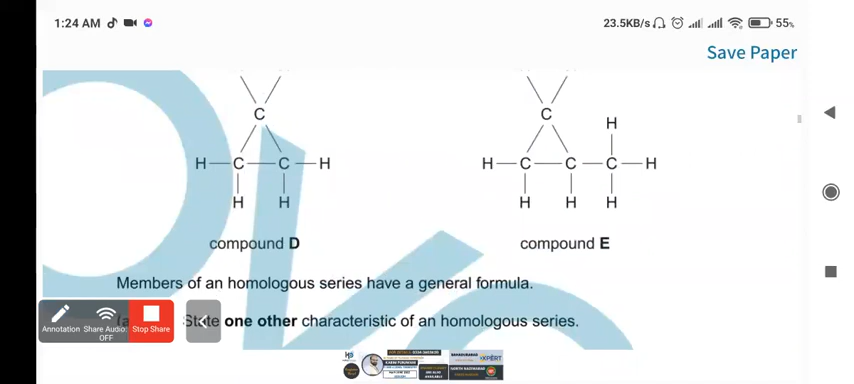 1:24 AM
23.5KB/s
55%
Save Paper
C
H
H
C
C
H
H
H
compound D
C
H
H
C
C
C
H
H
H
H
compound E
Members of an homologous series have a general formula.
State one other characteristic of an homologous series.
Annotation
Share Audio: OFF
Stop Share